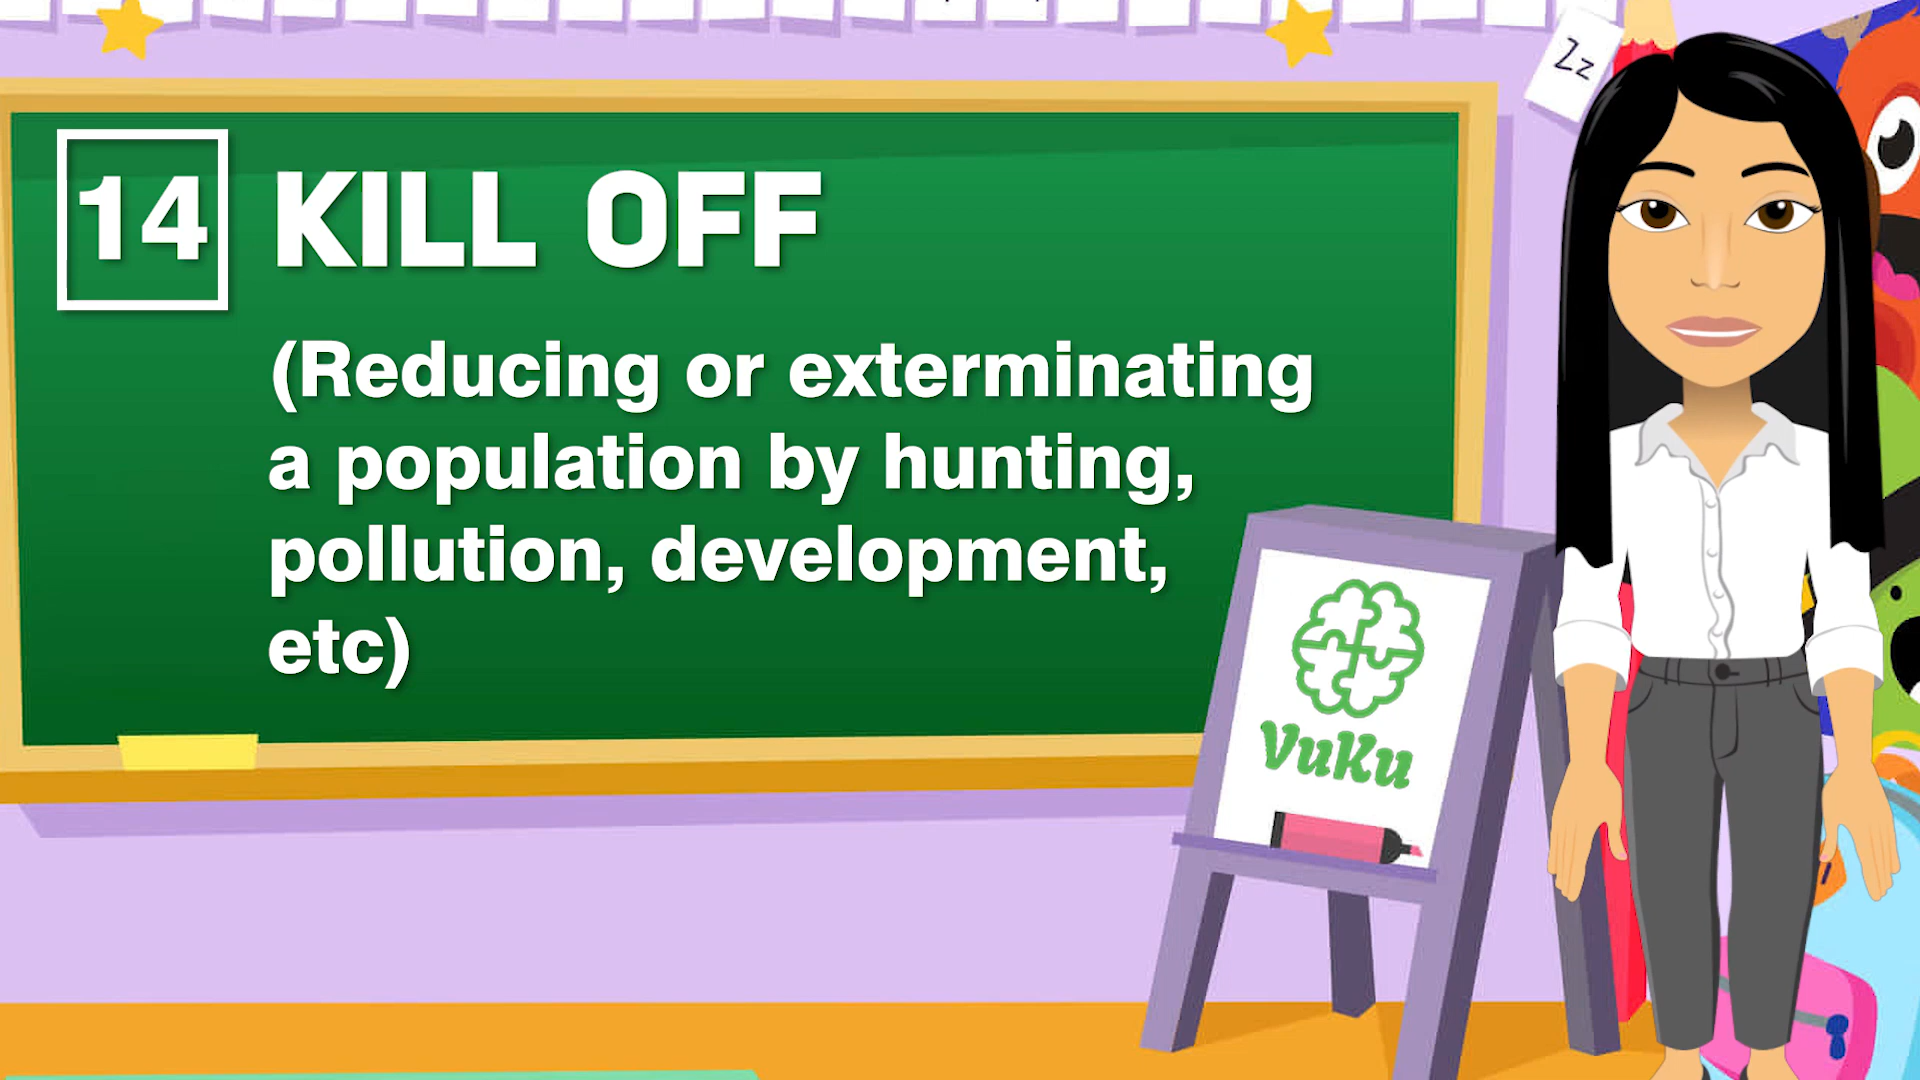 Zz
14 KILL OFF
(Reducing or exterminating
a population by hunting,
pollution, development,
etc)
VuKu